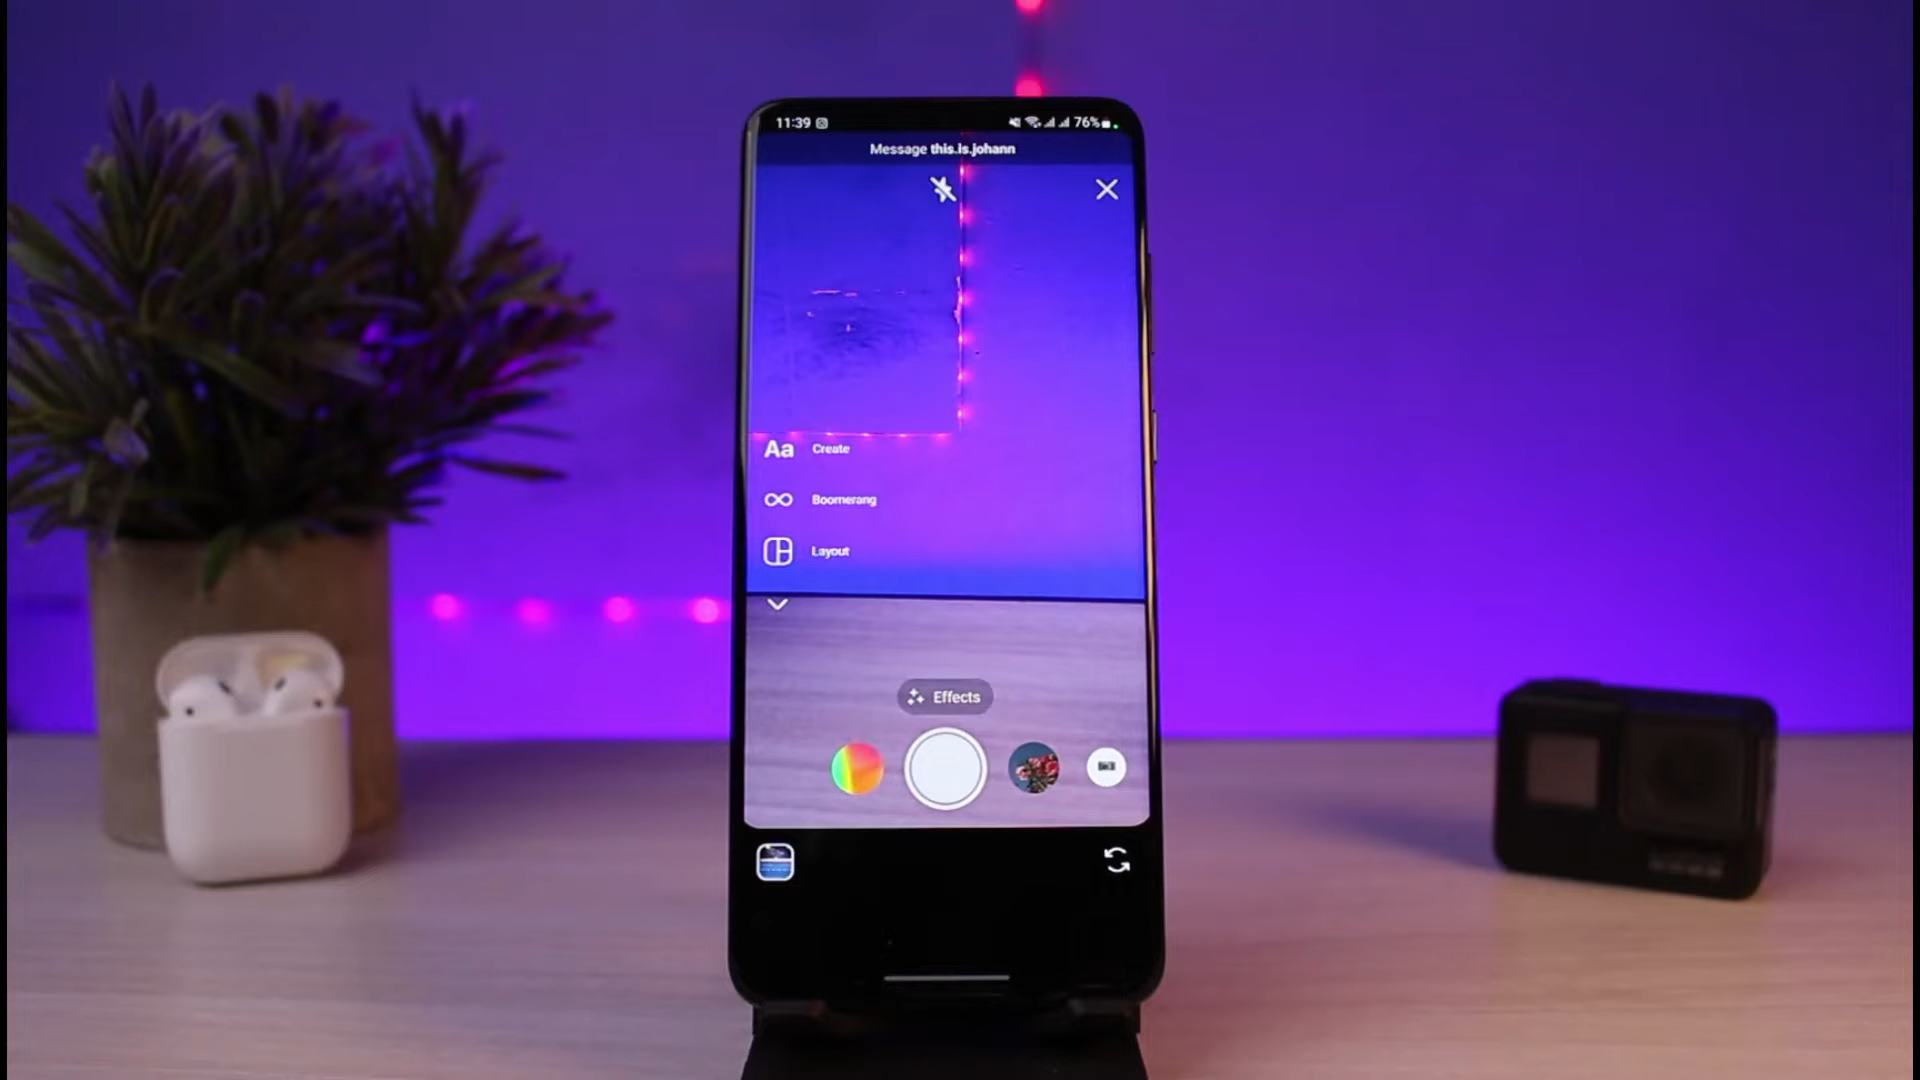 11:39
76%
Message this.is.johann
Aa Create
Boomerang
Layout
Effects